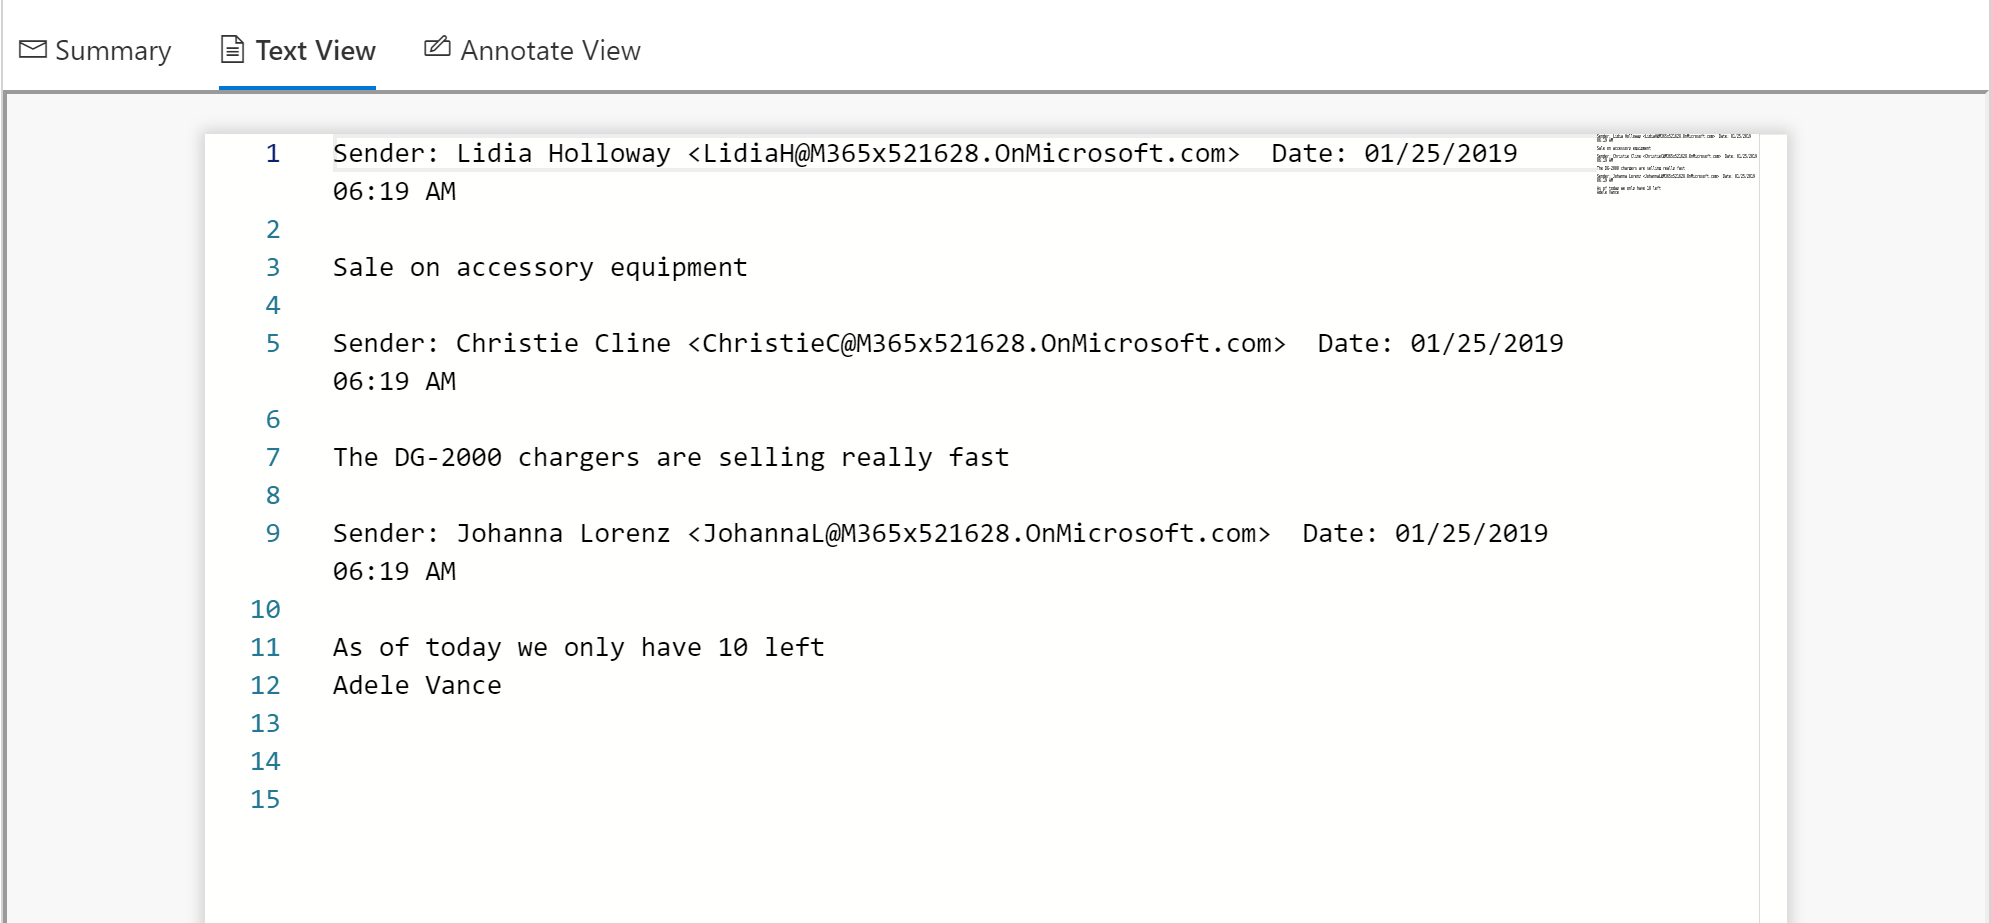 Summary
Text View
Annotate View
1 Sender: Lidia Holloway <LidiaH@M365x521628.OnMicrosoft.com>  Date: 01/25/2019
06:19 AM
2
3 Sale on accessory equipment
4
5 Sender: Christie Cline <ChristieC@M365x521628.OnMicrosoft.com>  Date: 01/25/2019
06:19 AM
6
7 The DG-2000 chargers are selling really fast
8
9 Sender: Johanna Lorenz <JohannaL@M365x521628.OnMicrosoft.com>  Date: 01/25/2019
06:19 AM
10
11 As of today we only have 10 left
12 Adele Vance
13
14
15